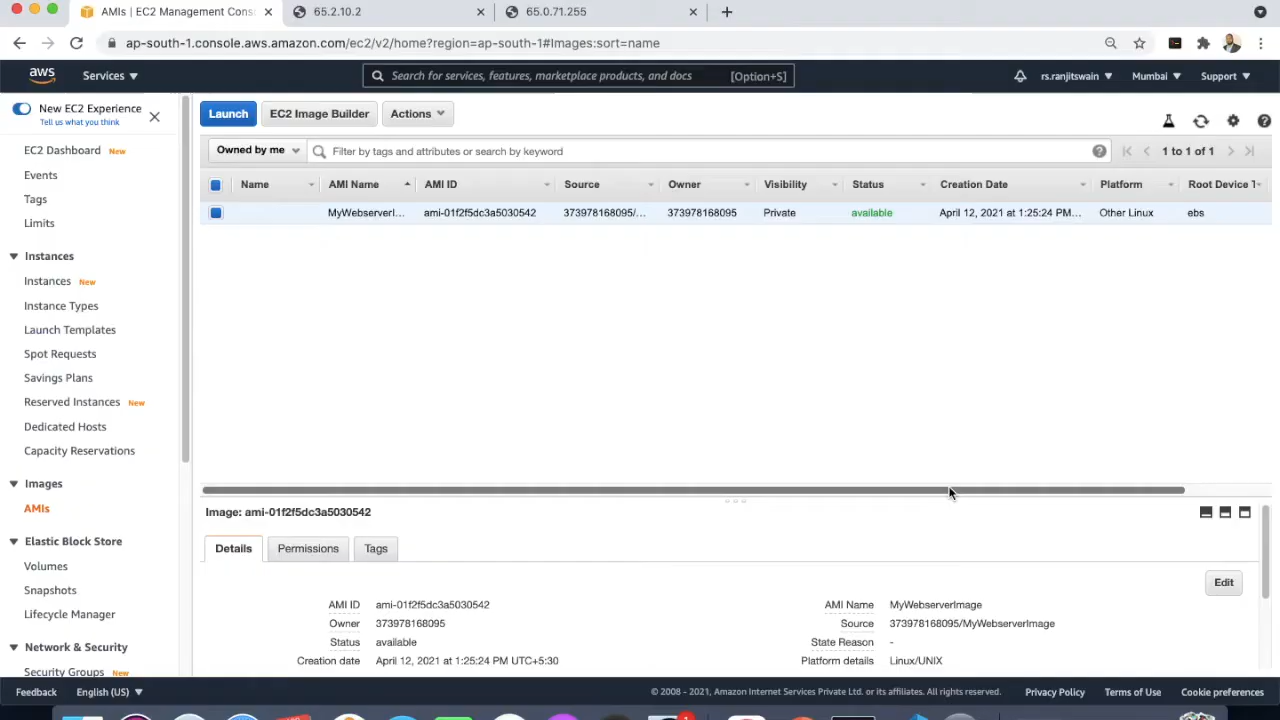 AMIs | EC2 Management Cons
65.2.10.2
65.0.71.255
ap-south-1.console.aws.amazon.com/ec2/v2/home?region=ap-south-1#Images:sort=name
aws
Services
Search for services, features, marketplace products, and docs
[Option+S]
rs.ranjitswain
Mumbai
Support
New EC2 Experience
Tell us what you think
EC2 Dashboard New
Events
Tags
Limits
Instances
Instances New
Instance Types
Launch Templates
Spot Requests
Savings Plans
Reserved Instances New
Dedicated Hosts
Capacity Reservations
Images
AMIs
Elastic Block Store
Volumes
Snapshots
Lifecycle Manager
Network & Security
Security Groups New
Launch
EC2 Image Builder
Actions
Owned by me
Filter by tags and attributes or search by keyword
1 to 1 of 1
Name AMI Name AMI ID Source Owner Visibility Status Creation Date Platform Root Device T
MyWebserverI... ami-01f2f5dc3a5030542 373978168095/... 373978168095 Private available April 12, 2021 at 1:25:24 PM... Other Linux ebs
Image: ami-01f2f5dc3a5030542
Details
Permissions
Tags
Edit
AMI ID ami-01f2f5dc3a5030542
Owner 373978168095
Status available
Creation date April 12, 2021 at 1:25:24 PM UTC+5:30
AMI Name MyWebserverImage
Source 373978168095/MyWebserverImage
State Reason -
Platform details Linux/UNIX
Feedback
English (US)
© 2008 - 2021, Amazon Internet Services Private Ltd. or its affiliates. All rights reserved.
Privacy Policy
Terms of Use
Cookie preferences